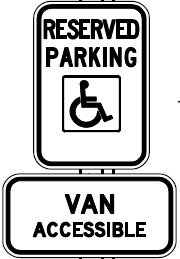 RESERVED
PARKING
VAN
ACCESSIBLE